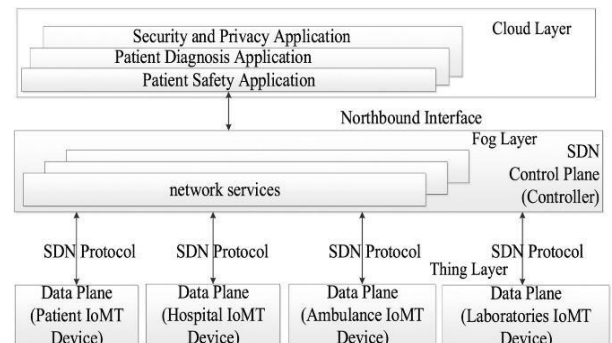 Security and Privacy Application
Cloud Layer
Patient Diagnosis Application
Patient Safety Application
Northbound Interface
Fog Layer
SDN
Control Plane
(Controller)
network services
SDN Protocol
SDN Protocol
SDN Protocol
SDN Protocol
Thing Layer
Data Plane
(Patient IoMT
Device)
Data Plane
(Hospital IoMT
Device)
Data Plane
(Ambulance IoMT
Device)
Data Plane
(Laboratories IoMT
Device)